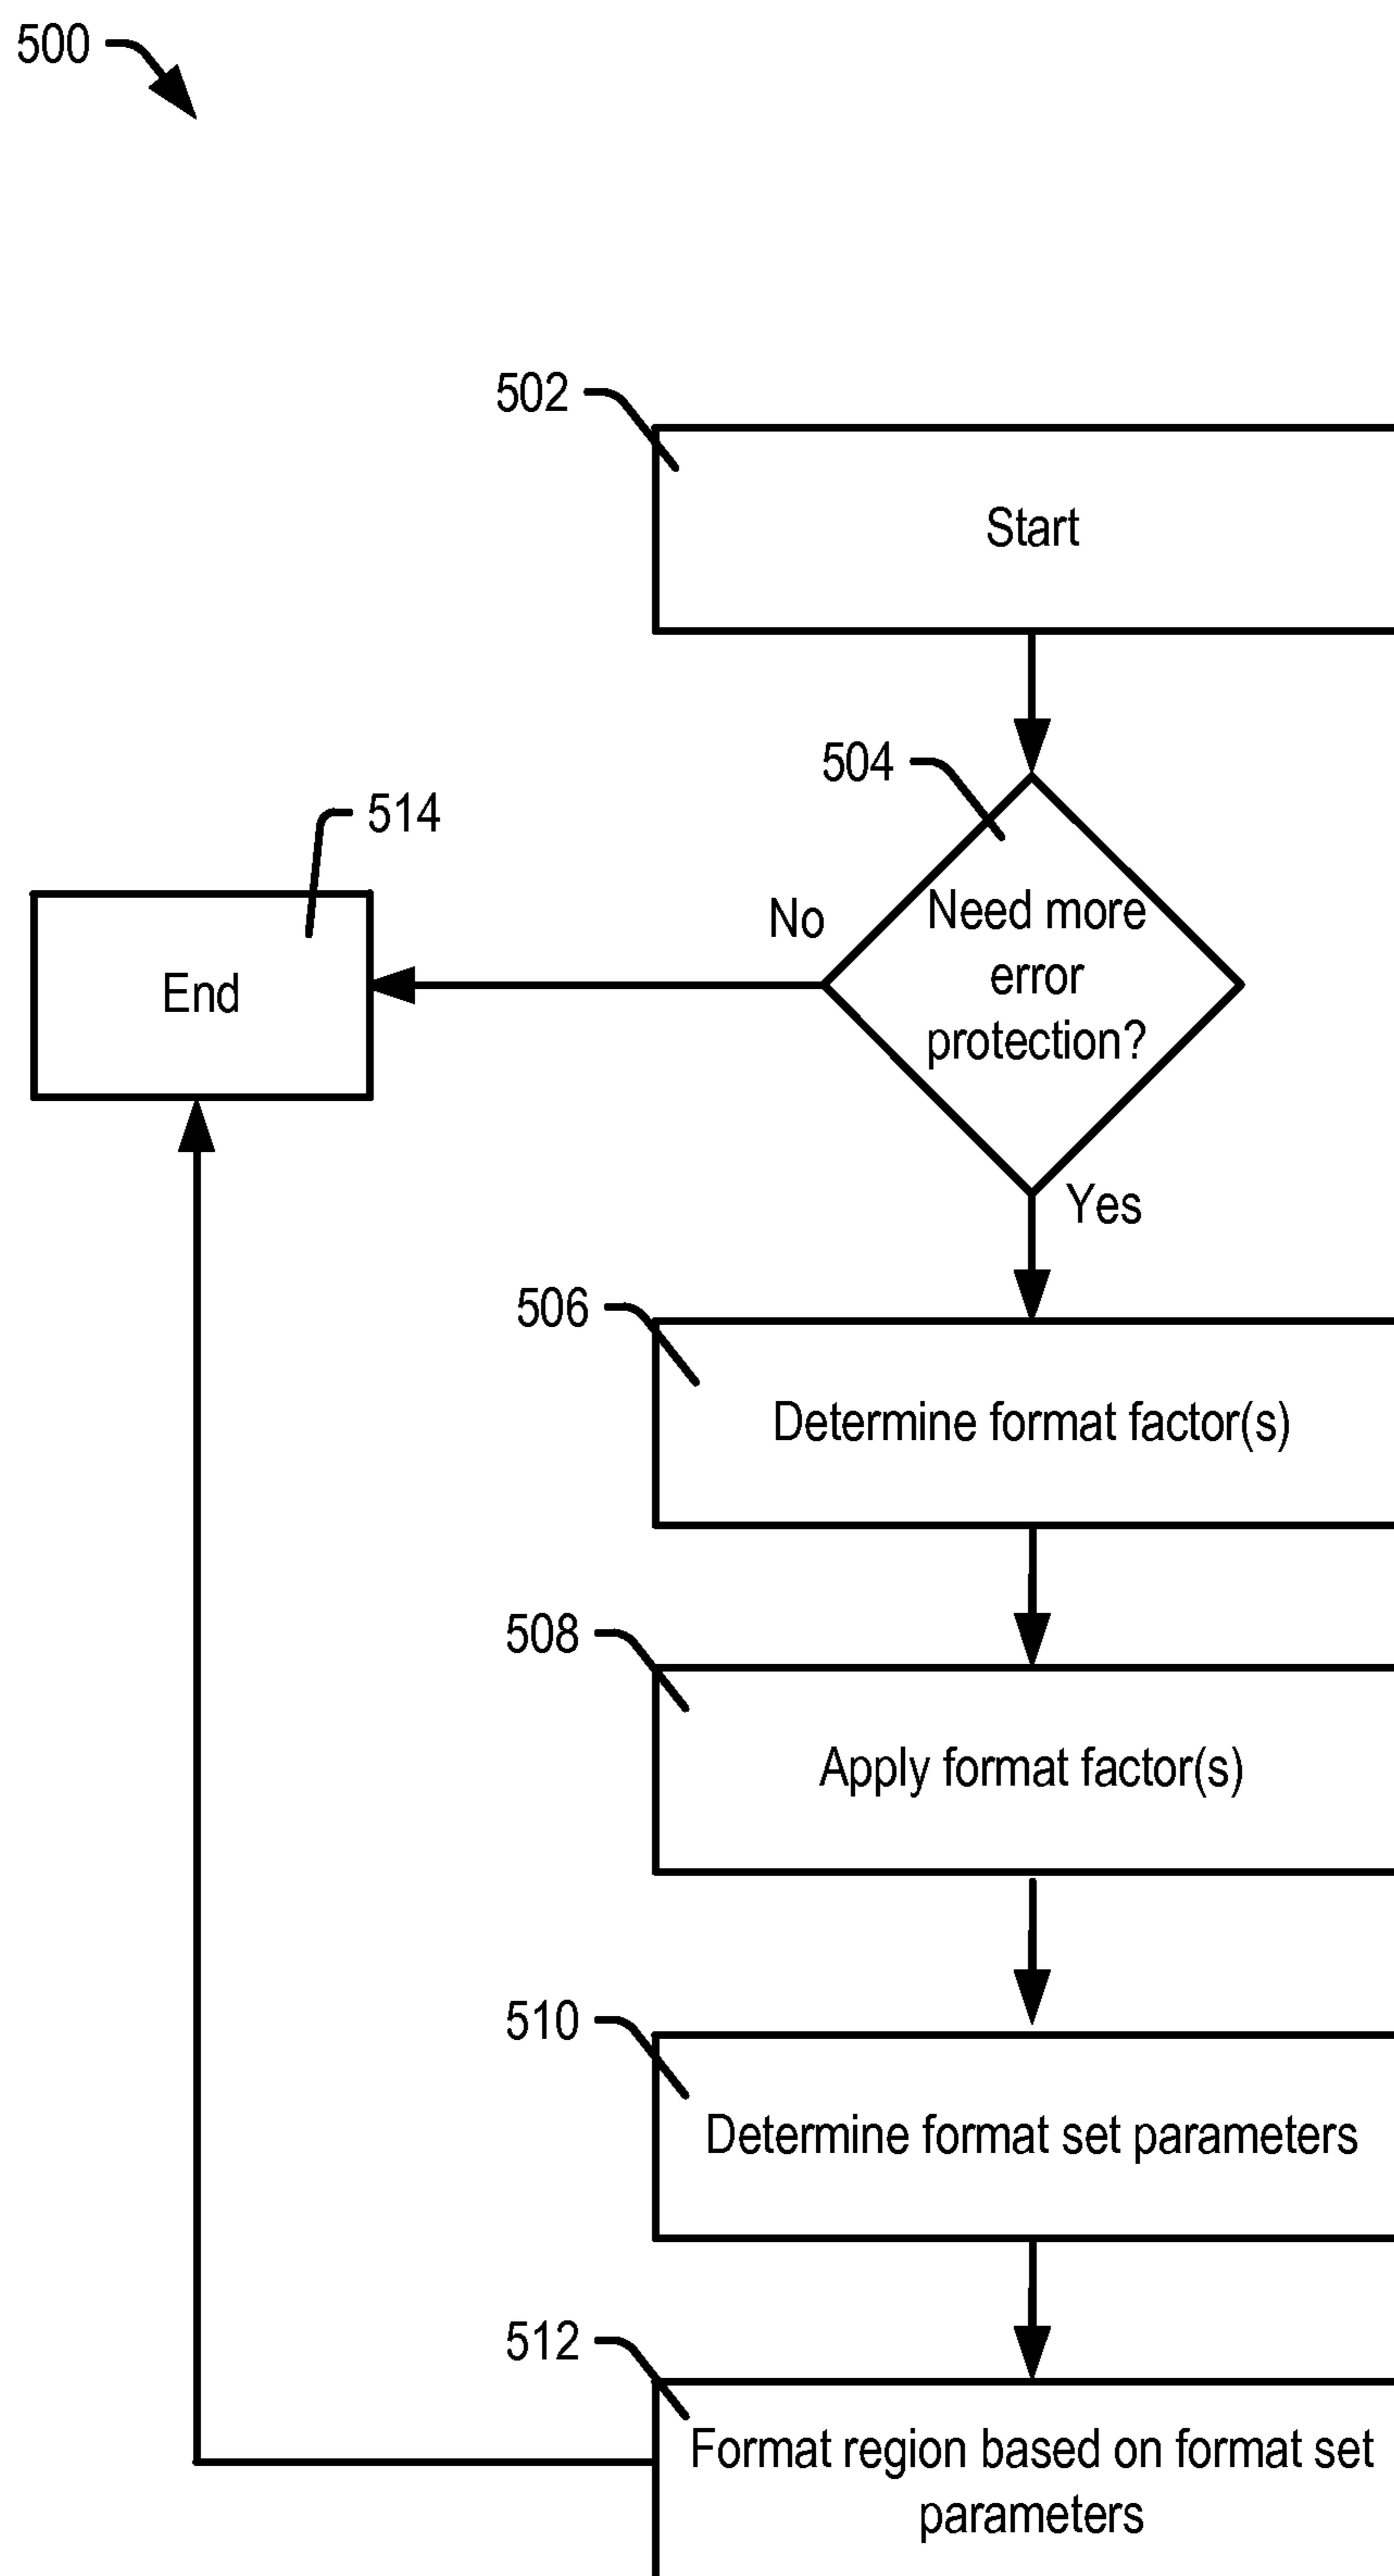 500
502
Start
504
514
No
Need more
error
protection?
End
Yes
506
Determine format factor(s)
508
Apply format factor(s)
510
Determine format set parameters
512
Format region based on format set
parameters